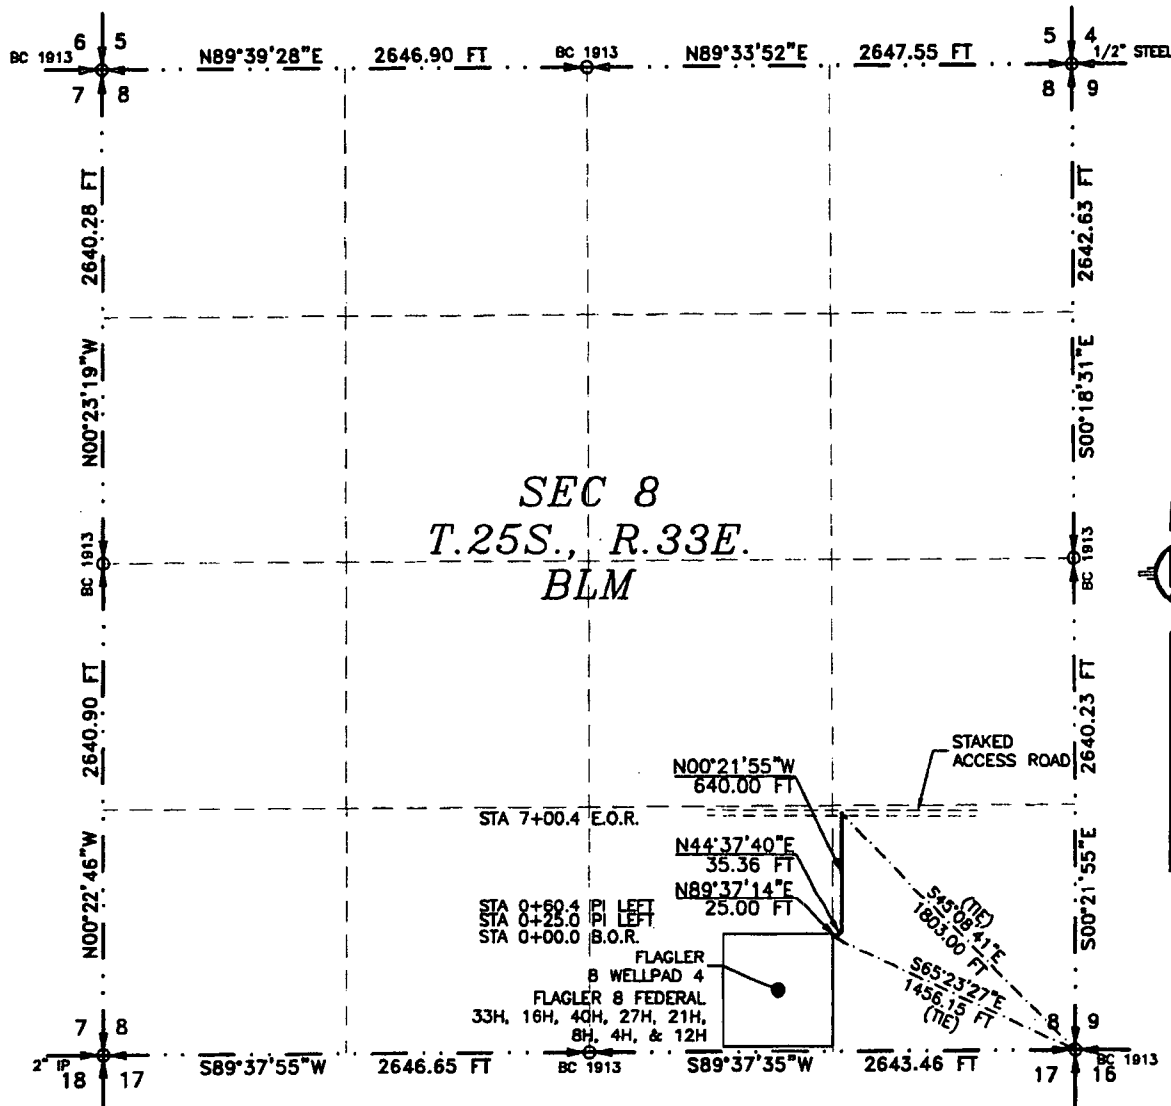 6 5
BC 1913
7 8
N89°39'28"E 2646.90 FT
BC 1913
N89°33'52"E 2647.55 FT
5 4
1/2" STEEL
8 9
2640.28 FT
N00°23'19"W
2642.63 FT
S00°18'31"E
SEC 8
T.25S., R.33E.
BLM
BC 1913
BC 1913
2640.90 FT
N00°22'46"W
2640.23 FT
S00°21'55"E
STAKED
ACCESS ROAD
N00°21'55"W
640.00 FT
STA 7+00.4 E.O.R.
N44°37'40"E
35.36 FT
N89°37'14"E
25.00 FT
STA 0+60.4 PI LEFT
STA 0+25.0 PI LEFT
STA 0+00.0 B.O.R.
S45°08'41"E
1803.00 FT
(TIE)
S65°23'27"E
1456.15 FT
(TIE)
FLAGLER
8 WELLPAD 4
FLAGLER 8 FEDERAL
33H, 16H, 40H, 27H, 21H,
8H, 4H, & 12H
7 8
2" IP
18 17
S89°37'55"W 2646.65 FT
BC 1913
S89°37'35"W 2643.46 FT
8 9
BC 1913
17 16